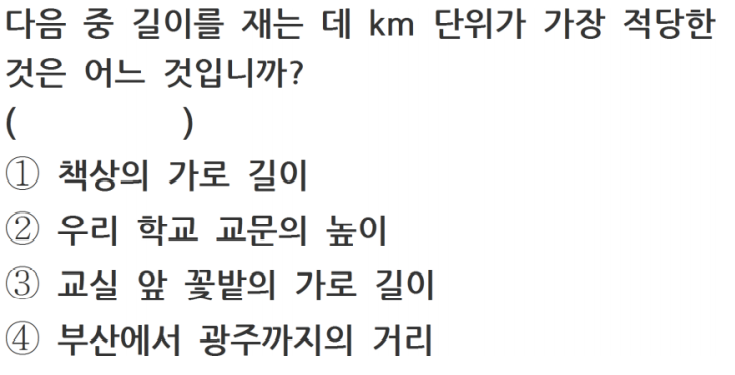 다음 중 길이를 재는 데 km 단위가 가장 적당한
것은 어느 것입니까?
(          )
① 책상의 가로 길이
② 우리 학교 교문의 높이
③ 교실 앞 꽃밭의 가로 길이
④ 부산에서 광주까지의 거리